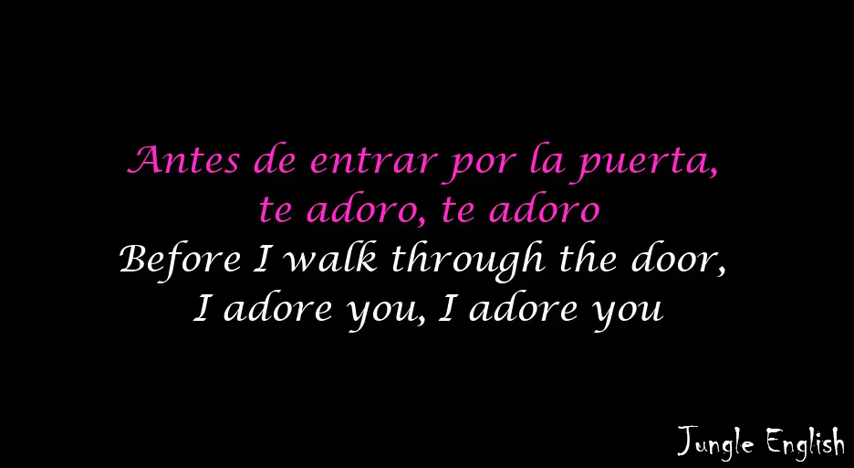 Antes de entrar por la puerta,
te adoro, te adoro
Before I walk through the door,
I adore you, I adore you
Jungle English